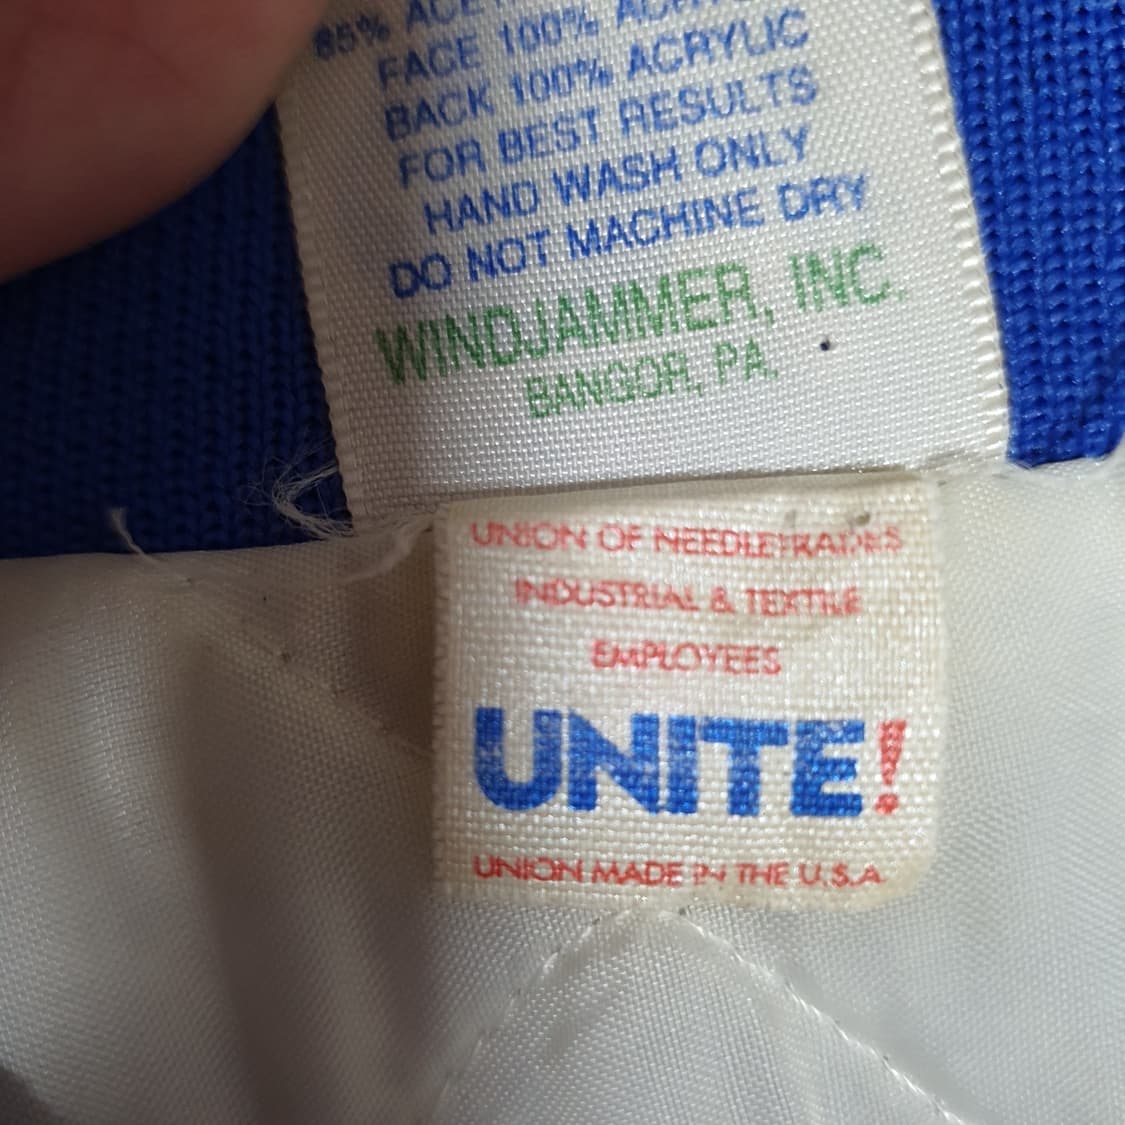 85%
FACE 100%
BACK 100% ACRYLIC
FOR BEST RESULTS
HAND WASH ONLY
DO NOT MACHINE DRY
WINDJAMMER, INC.
BANGOR, PA.
UNION OF NEEDLETRADES
INDUSTRIAL & TEXTILE
EMPLOYEES
UNITE!
UNION MADE IN THE U.S.A